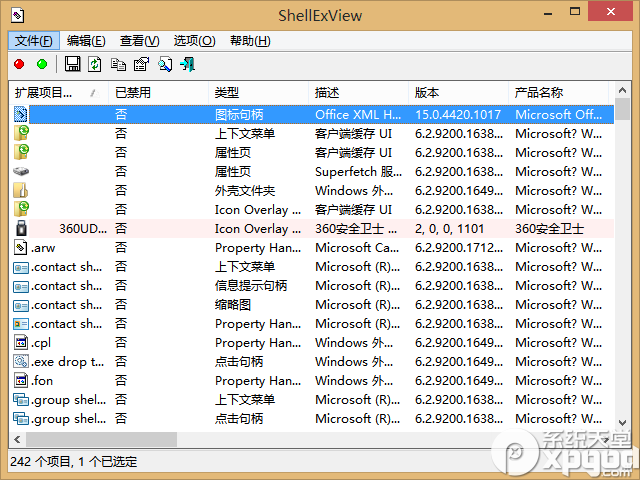 ShellExView
文件(F) 编辑(E) 查看(V) 选项(O) 帮助(H)
扩展项目... 已禁用 类型 描述 版本 产品名称
否 图标句柄 Office XML H... 15.0.4420.1017 Microsoft Off...
否 上下文菜单 客户端缓存 UI 6.2.9200.1638... Microsoft? W...
否 属性页 客户端缓存 UI 6.2.9200.1638... Microsoft? W...
否 属性页 Superfetch 服... 6.2.9200.1638... Microsoft? W...
否 外壳文件夹 Windows 外... 6.2.9200.1649... Microsoft? W...
否 Icon Overlay ... 客户端缓存 UI 6.2.9200.1638... Microsoft? W...
360UD... 否 Icon Overlay ... 360安全卫士 ... 2, 0, 0, 1101 360安全卫士
.arw 否 Property Han... Microsoft Ca... 6.2.9200.1712... Microsoft? W...
.contact sh... 否 上下文菜单 Microsoft (R)... 6.2.9200.1638... Microsoft? W...
.contact sh... 否 信息提示句柄 Microsoft (R)... 6.2.9200.1638... Microsoft? W...
.contact sh... 否 缩略图 Microsoft (R)... 6.2.9200.1638... Microsoft? W...
.contact sh... 否 Property Han... Microsoft (R)... 6.2.9200.1638... Microsoft? W...
.cpl 否 Property Han... Windows 外... 6.2.9200.1649... Microsoft? W...
.exe drop t... 否 点击句柄 Windows 外... 6.2.9200.1649... Microsoft? W...
.fon 否 Property Han... Windows 外... 6.2.9200.1649... Microsoft? W...
.group shel... 否 上下文菜单 Microsoft (R)... 6.2.9200.1638... Microsoft? W...
.group shel... 否 点击句柄 Microsoft (R)... 6.2.9200.1638... Microsoft? W...
242 个项目, 1 个已选定
系统天堂